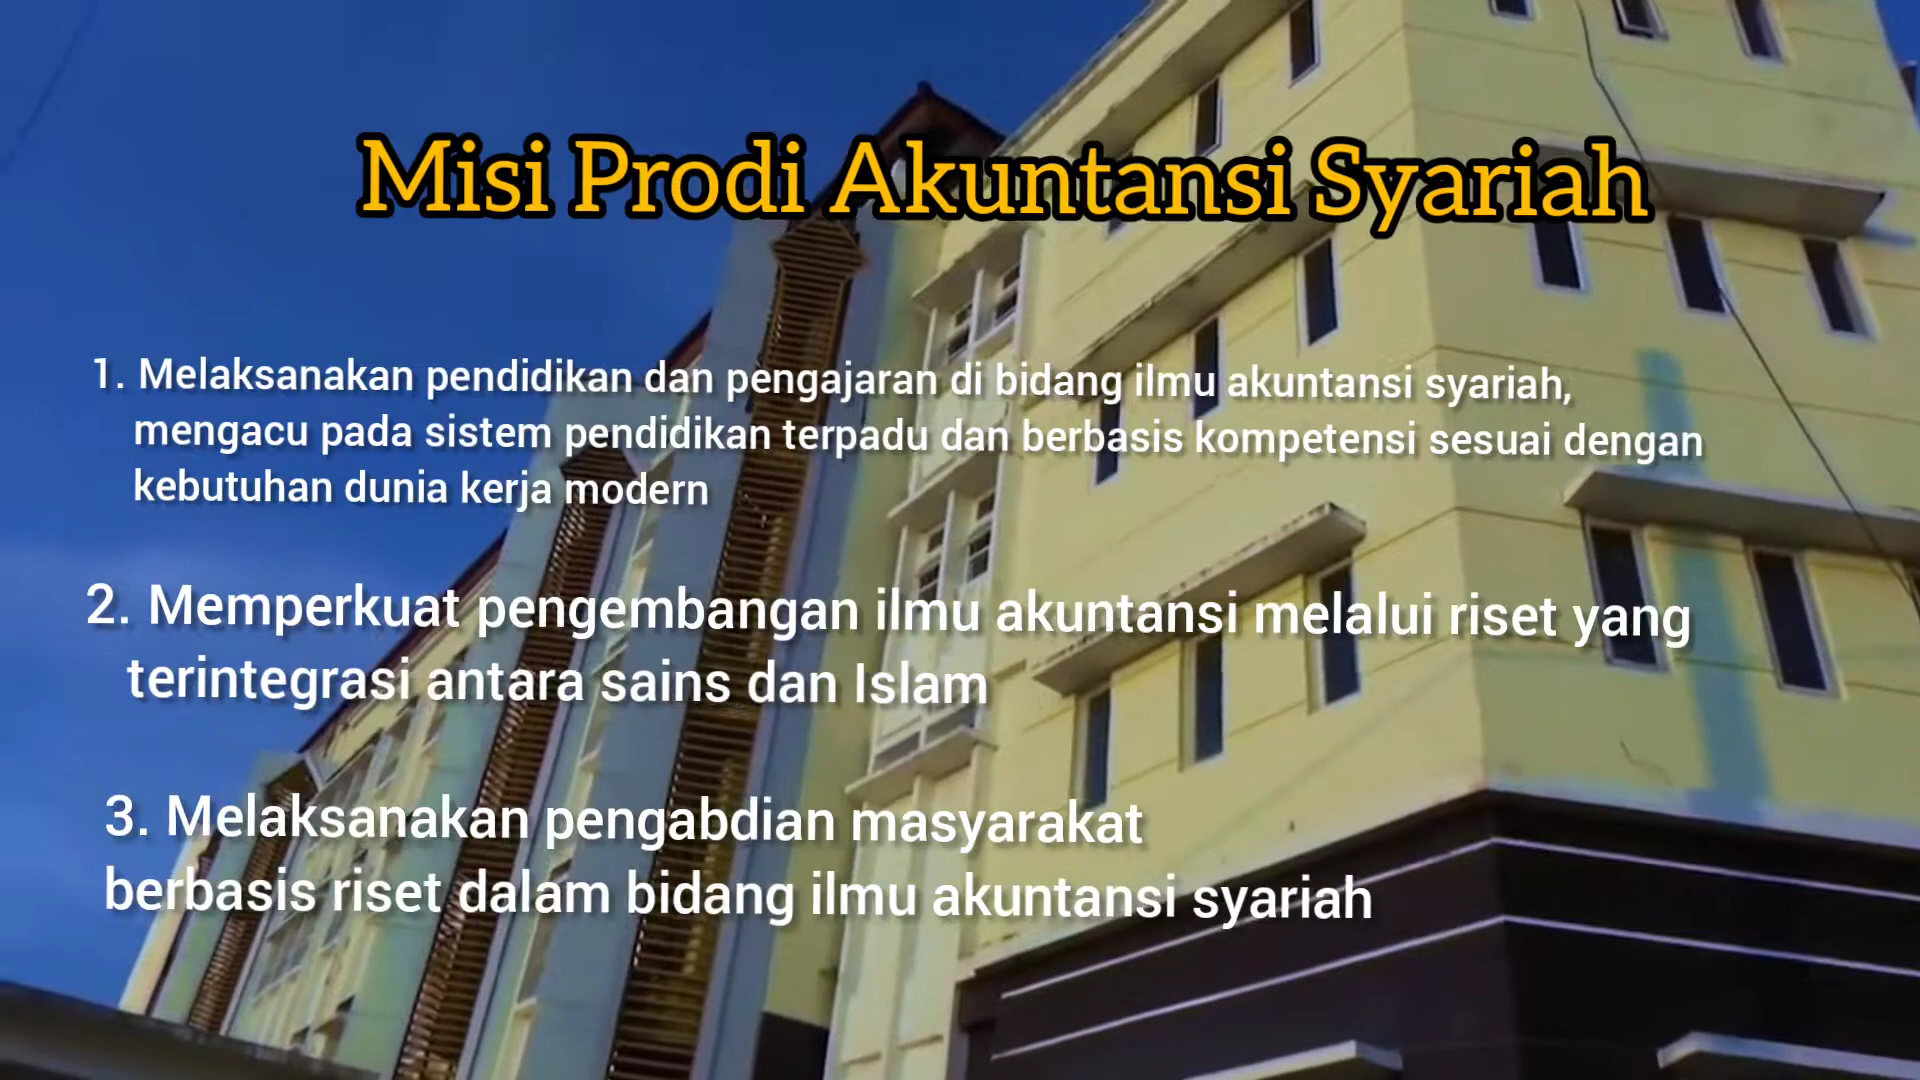 Misi Prodi Akuntansi Syariah
1. Melaksanakan pendidikan dan pengajaran di bidang ilmu akuntansi syariah,
mengacu pada sistem pendidikan terpadu dan berbasis kompetensi sesuai dengan
kebutuhan dunia kerja modern
2. Memperkuat pengembangan ilmu akuntansi melalui riset yang
terintegrasi antara sains dan Islam
3. Melaksanakan pengabdian masyarakat
berbasis riset dalam bidang ilmu akuntansi syariah